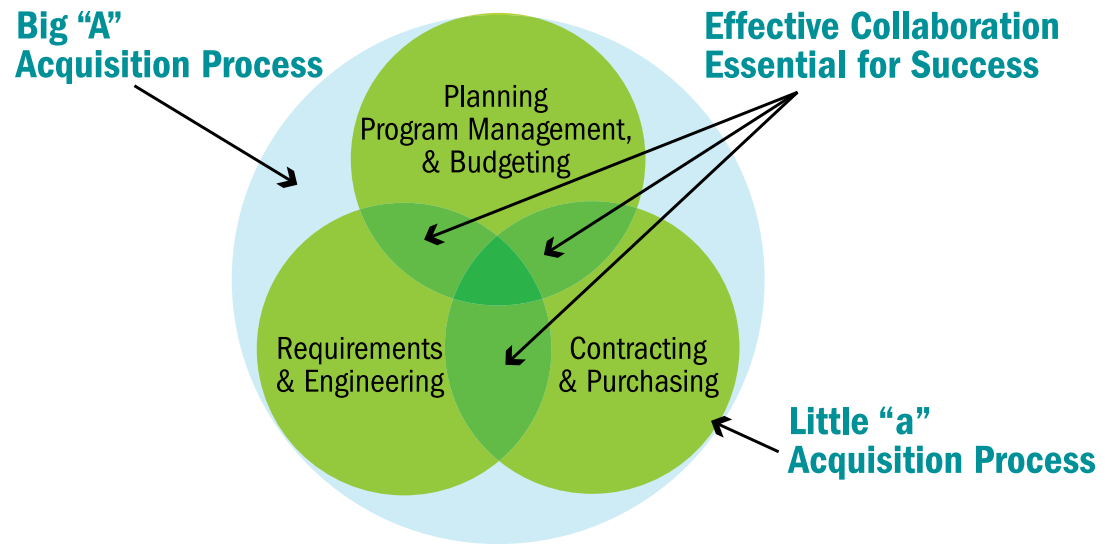 Big “A”
Acquisition Process
Effective Collaboration
Essential for Success
Planning
Program Management,
& Budgeting
Requirements
& Engineering
Contracting
& Purchasing
Little “a”
Acquisition Process